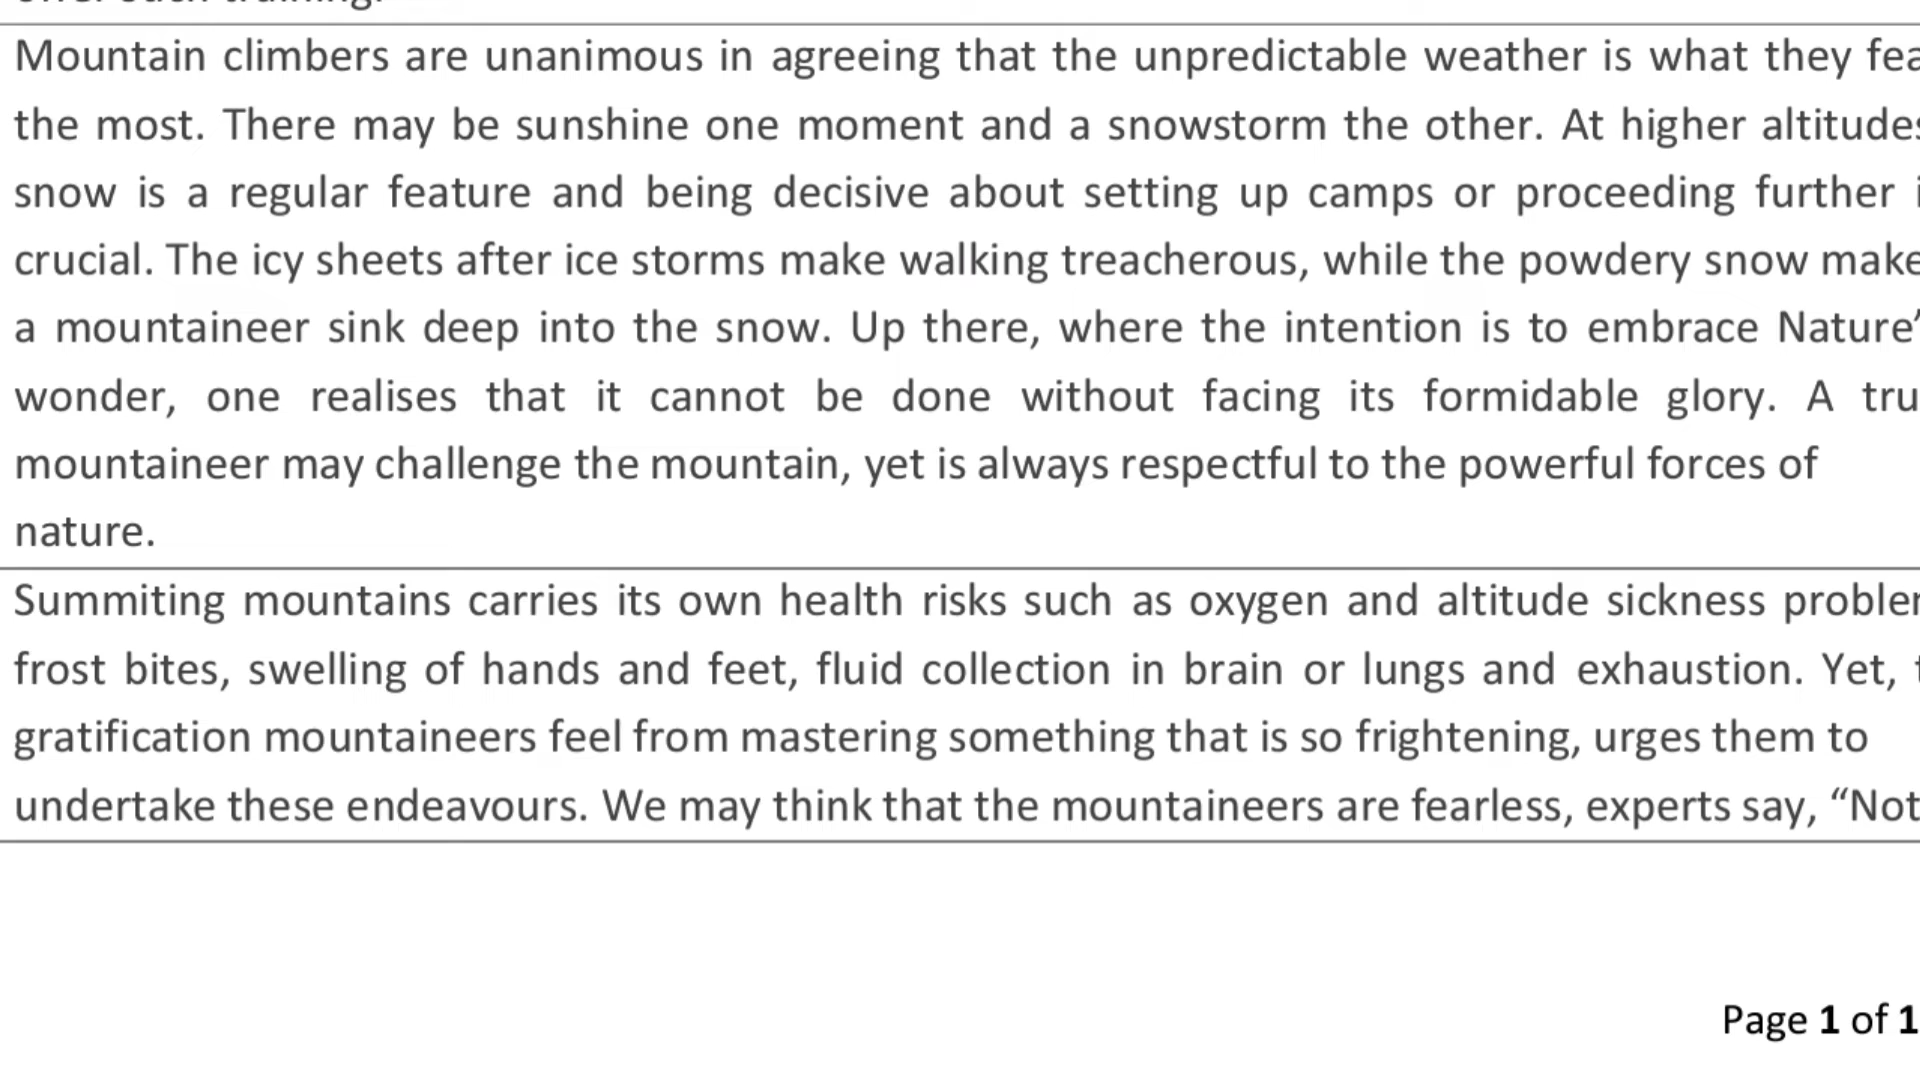 such training.
Mountain climbers are unanimous in agreeing that the unpredictable weather is what they fea
the most. There may be sunshine one moment and a snowstorm the other. At higher altitudes
snow is a regular feature and being decisive about setting up camps or proceeding further i
crucial. The icy sheets after ice storms make walking treacherous, while the powdery snow make
a mountaineer sink deep into the snow. Up there, where the intention is to embrace Nature’
wonder, one realises that it cannot be done without facing its formidable glory. A tru
mountaineer may challenge the mountain, yet is always respectful to the powerful forces of
nature.
Summiting mountains carries its own health risks such as oxygen and altitude sickness
frost bites, swelling of hands and feet, fluid collection in brain or lungs and exhaustion. Yet, t
gratification mountaineers feel from mastering something that is so frightening, urges them to
undertake these endeavours. We may think that the mountaineers are fearless, experts say, “Not
Page 1 of 1